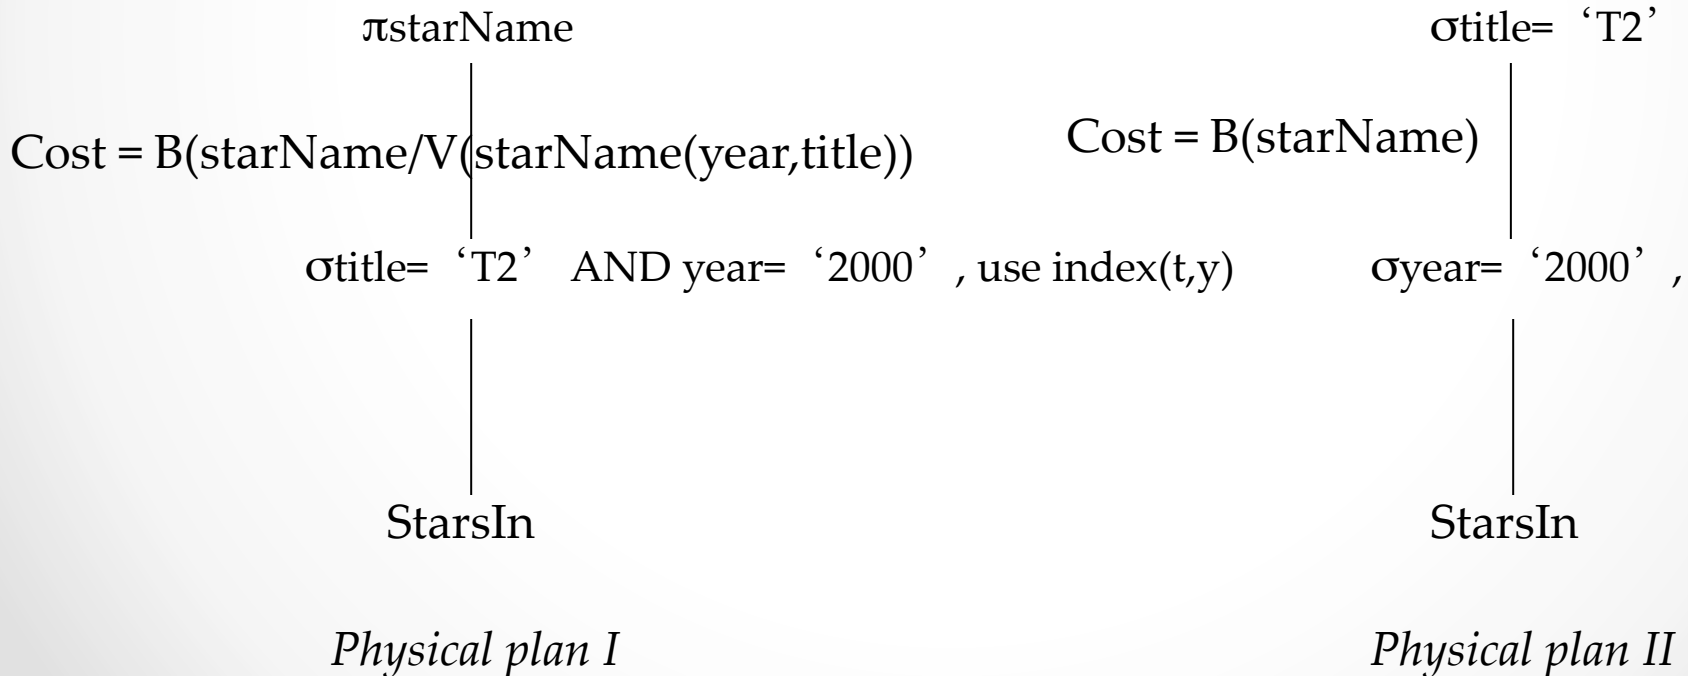 πstarName
Cost = B(starName/V(starName(year,title))
σtitle= ‘T2’ AND year= ‘2000’ , use index(t,y)
StarsIn
Physical plan I
σtitle= ‘T2’
Cost = B(starName)
σyear= ‘2000’ ,
StarsIn
Physical plan II